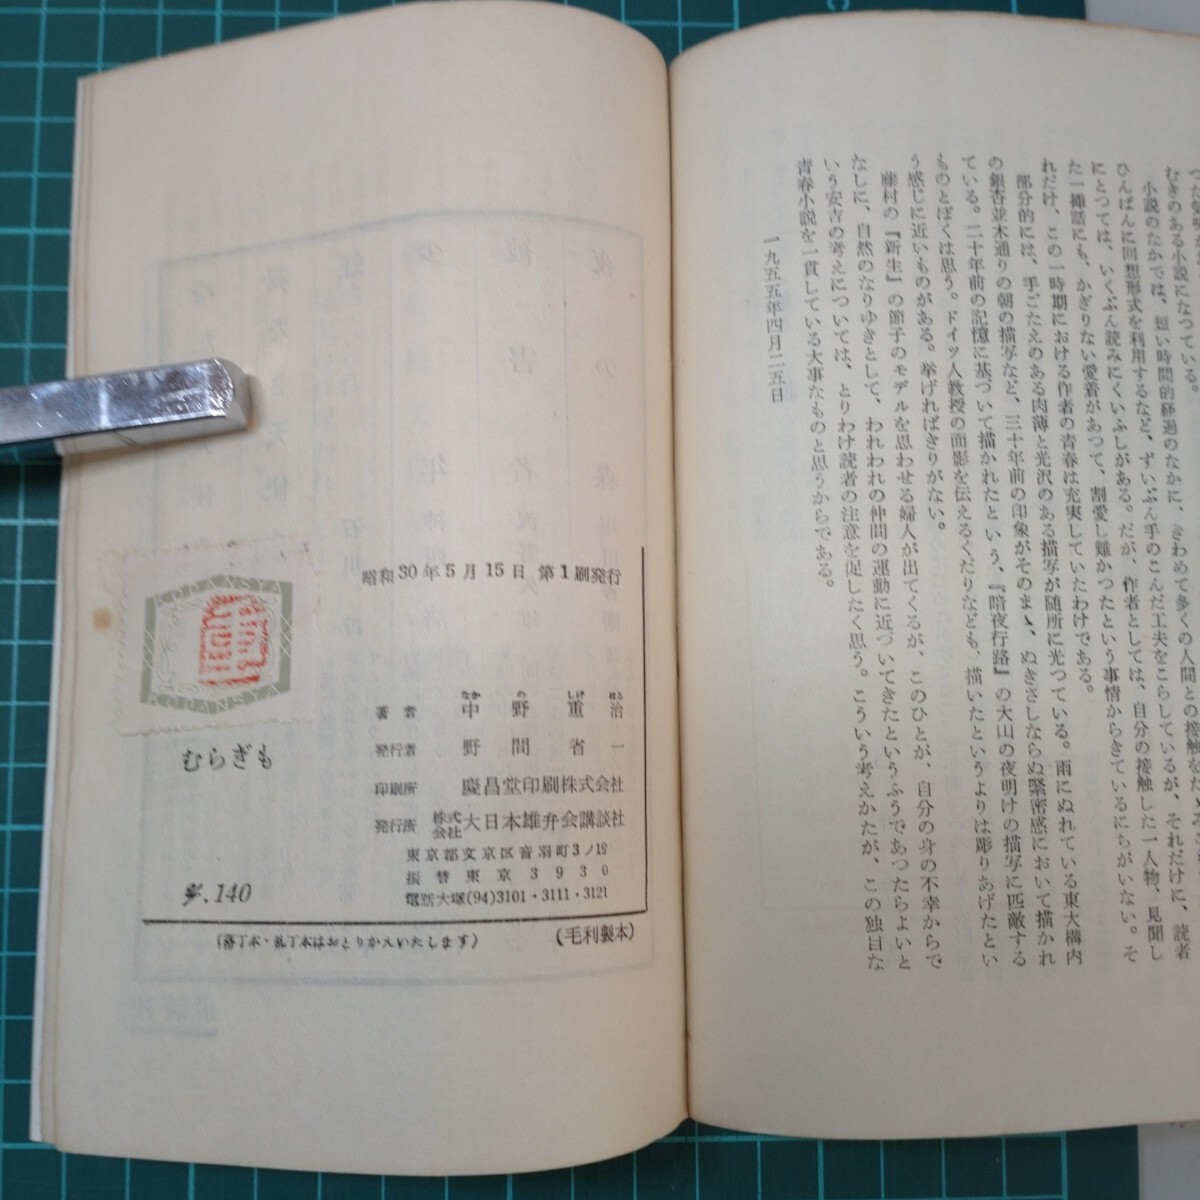 むきのある小説になつている。
小説のなかでは、短い時間的経過のなかに、きわめて多くの人間との接触をたゝみこ
ひんぱんに回想形式を利用するなど、ずいぶん手のこんだ工夫をこらしているが、それだけに、読者
にとつては、いくぶん読みにくいふしがある。だが、作者としては、自分の接触した一人物、見聞し
た一挿話にも、かぎりない愛着があつて、割愛し難かつたという事情からきているにちがいない。そ
れだけ、この一時期における作者の青春は充実していたわけである。
部分的には、手ごたえのある肉薄と光沢のある描写が随所に光つている。雨にぬれている東大構内
の銀杏並木通りの朝の描写など、三十年前の印象がそのまゝ、ぬきさしならぬ緊密感において描かれ
ている。二十年前の記憶に基づいて描かれたという、『暗夜行路』の大山の夜明けの描写に匹敵する
ものとぼくは思う。ドイツ人教授の面影を伝えるくだりなども、描いたというよりは彫りあげたとい
う感じに近いものがある。挙げればきりがない。
藤村の『新生』の節子のモデルを思わせる婦人が出てくるが、このひとが、自分の身の不幸からで
なしに、自然のなりゆきとして、われわれの仲間の運動に近づいてきたというふうであつたらよいと
いう安吉の考えについては、とりわけ読者の注意を促したく思う。こういう考えかたが、この独自な
青春小説を一貫している大事なものと思うからである。
一九五五年四月二五日
昭和30年5月15日 第1刷発行
KODANSYA
KODANSYA
むらぎも
なか の しげ はる
著者 中野重治
発行者 野間省一
印刷所 慶昌堂印刷株式会社
発行所 株式会社 大日本雄弁会講談社
東京都文京区音羽町3ノ19
振替東京3930
電話大塚(94)3101・3111・3121
¥.140
(落丁本・乱丁本はおとりかえいたします)
(毛利製本)